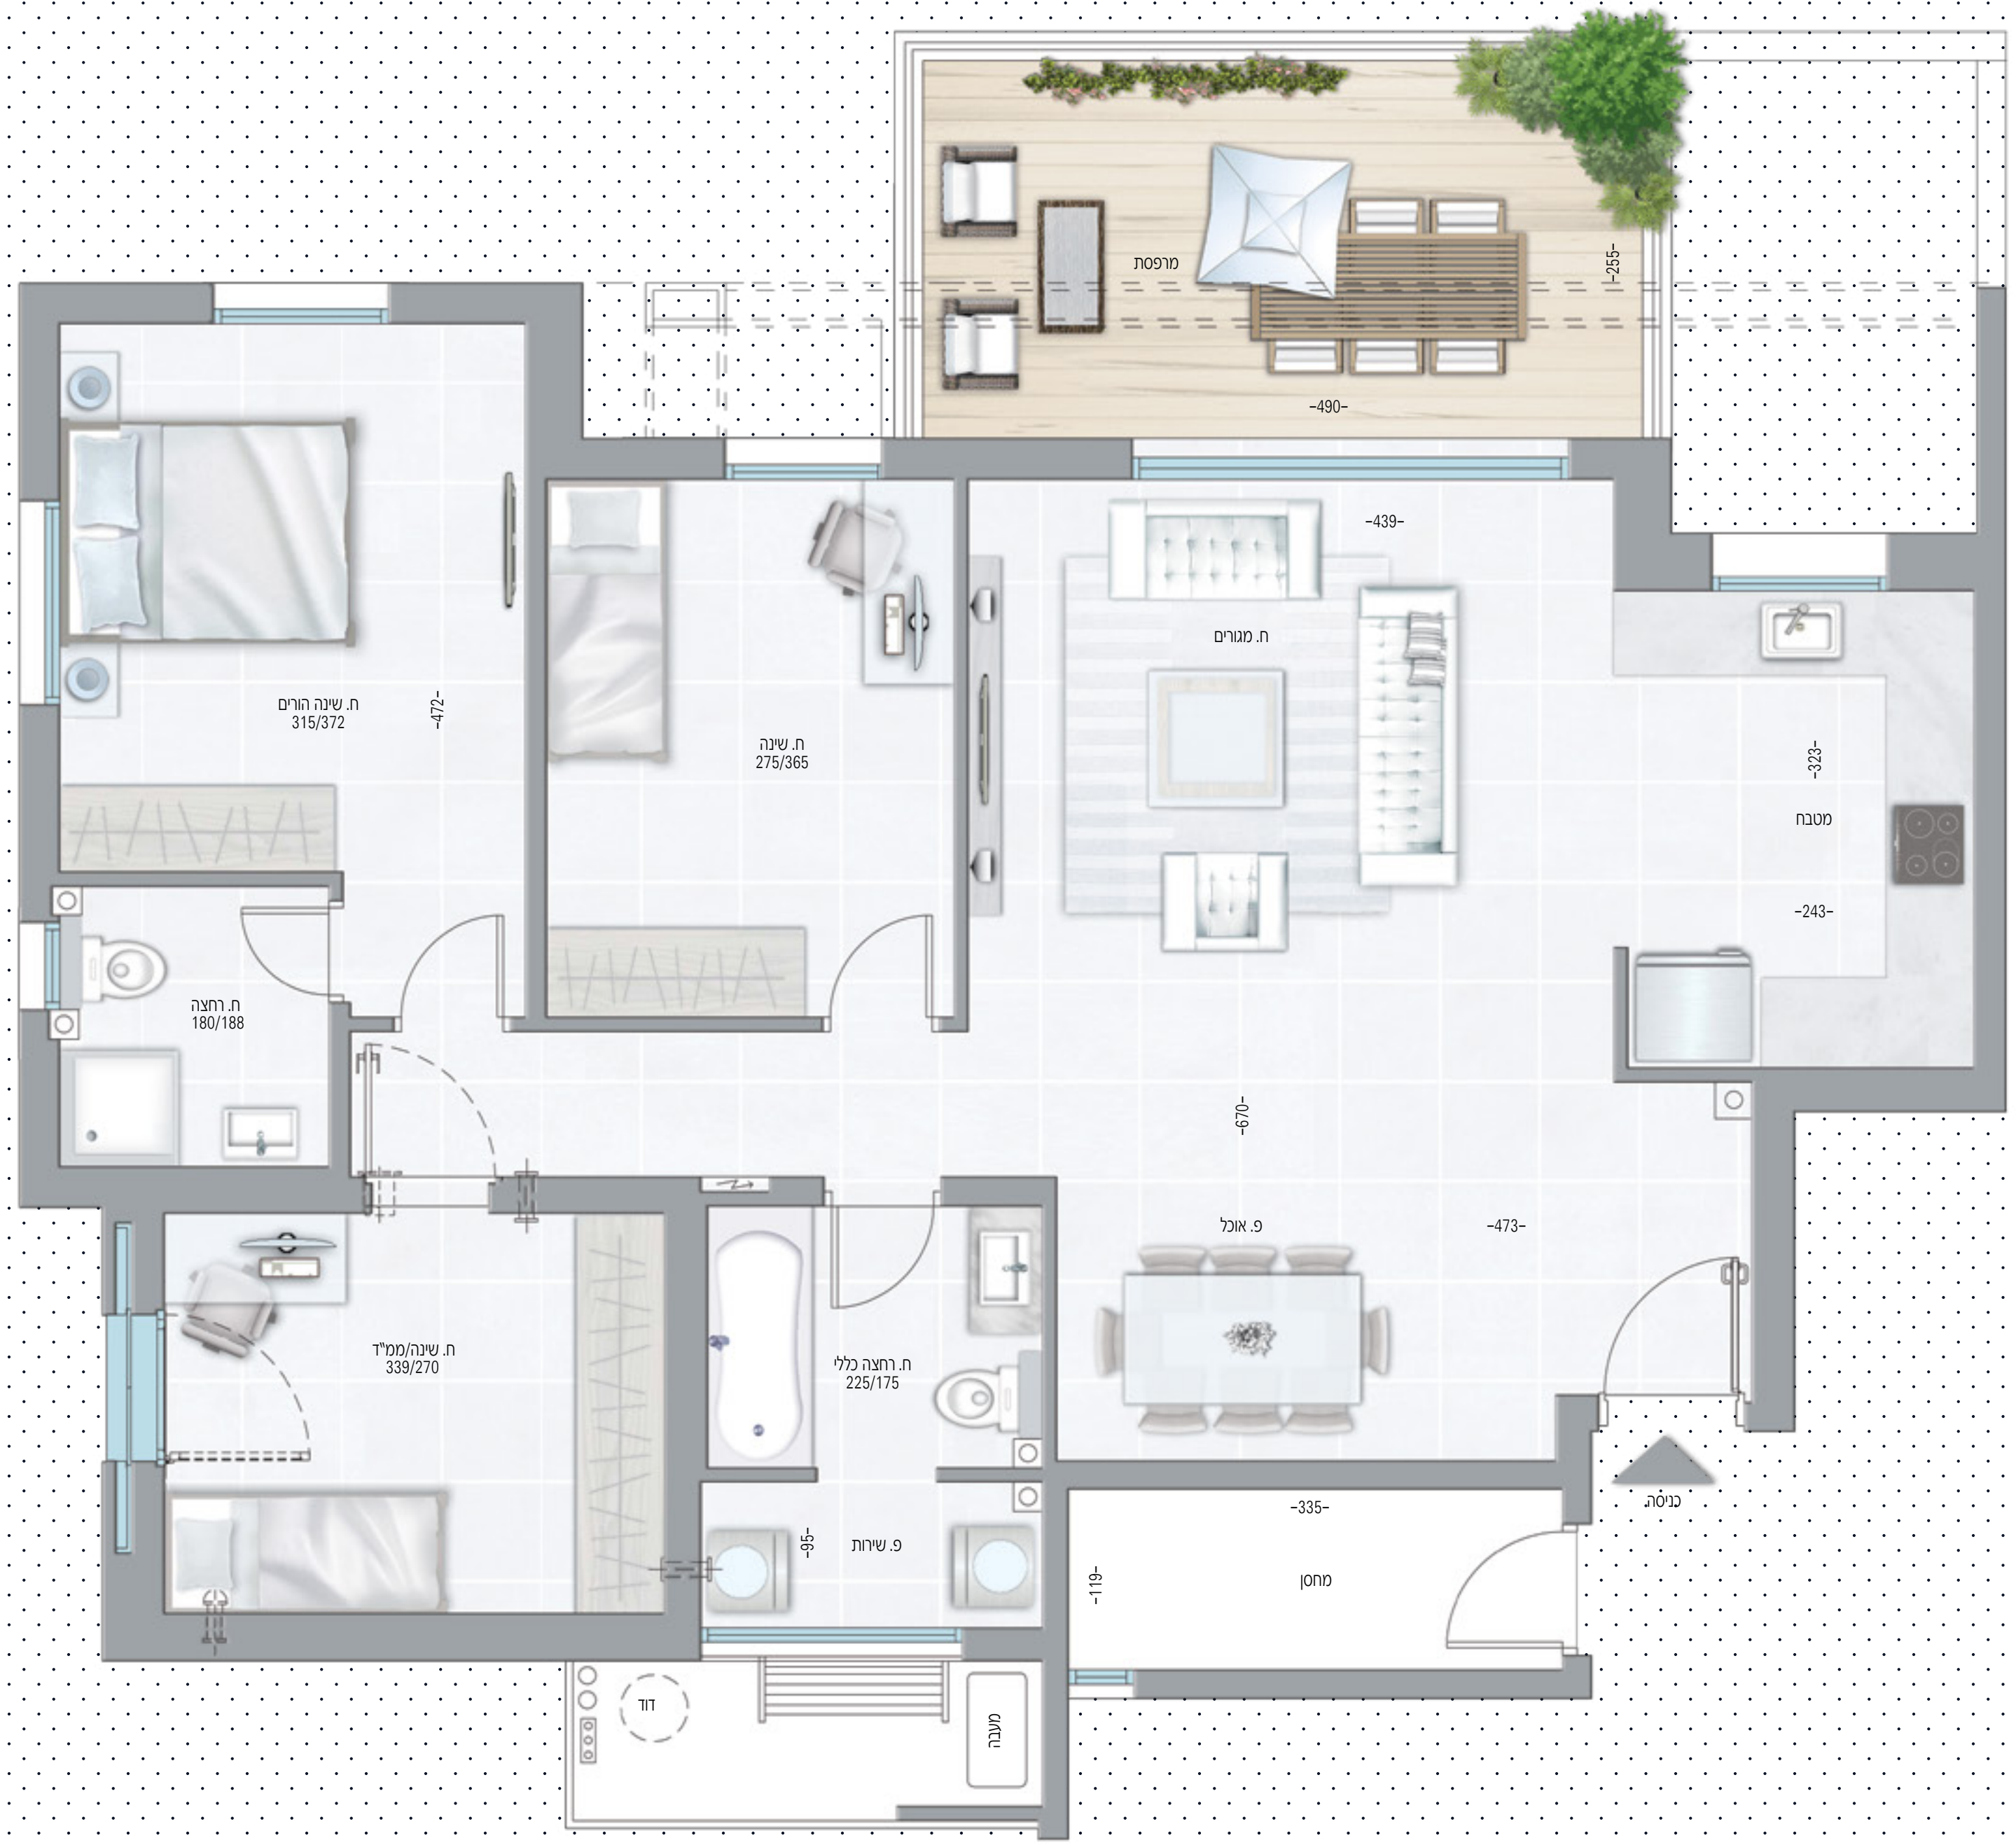 מרפסת
-255-
-490-
-439-
ח. מגורים
ח. שינה הורים
315/372
-472-
ח. שינה
275/365
-323-
מטבח
-243-
ח. רחצה
180/188
-670-
פ. אוכל
-473-
ח. שינה/ממ"ד
339/270
ח. רחצה כללי
225/175
כניסה
-335-
-95-
פ. שירות
-119-
מחסן
דוד
מעבה